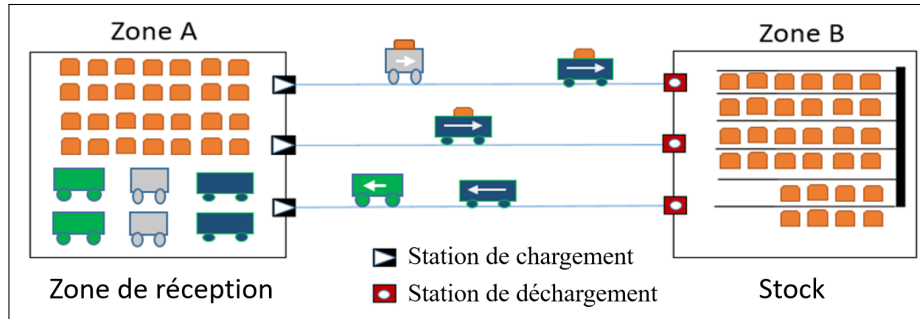 Zone A
Zone B
Station de chargement
Zone de réception
Station de déchargement
Stock